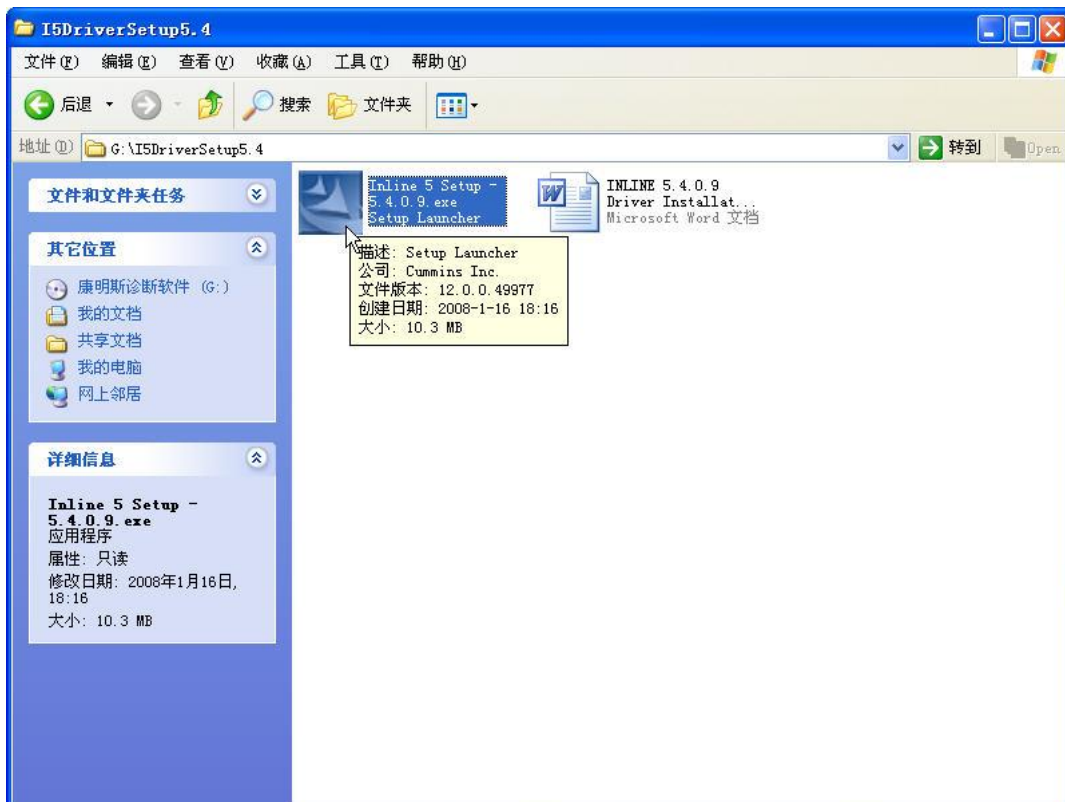 I5DriverSetup5.4
文件(F) 编辑(E) 查看(V) 收藏(A) 工具(T) 帮助(H)
后退 搜索 文件夹
地址(D) G:\I5DriverSetup5.4 转到 Open
文件和文件夹任务
其它位置
康明斯诊断软件 (G:)
我的文档
共享文档
我的电脑
网上邻居
详细信息
Inline 5 Setup -
5.4.0.9.exe
应用程序
属性: 只读
修改日期: 2008年1月16日,
18:16
大小: 10.3 MB
Inline 5 Setup -
5.4.0.9.exe
Setup Launcher
INLINE 5.4.0.9
Driver Installat...
Microsoft Word 文档
描述: Setup Launcher
公司: Cummins Inc.
文件版本: 12.0.0.49977
创建日期: 2008-1-16 18:16
大小: 10.3 MB